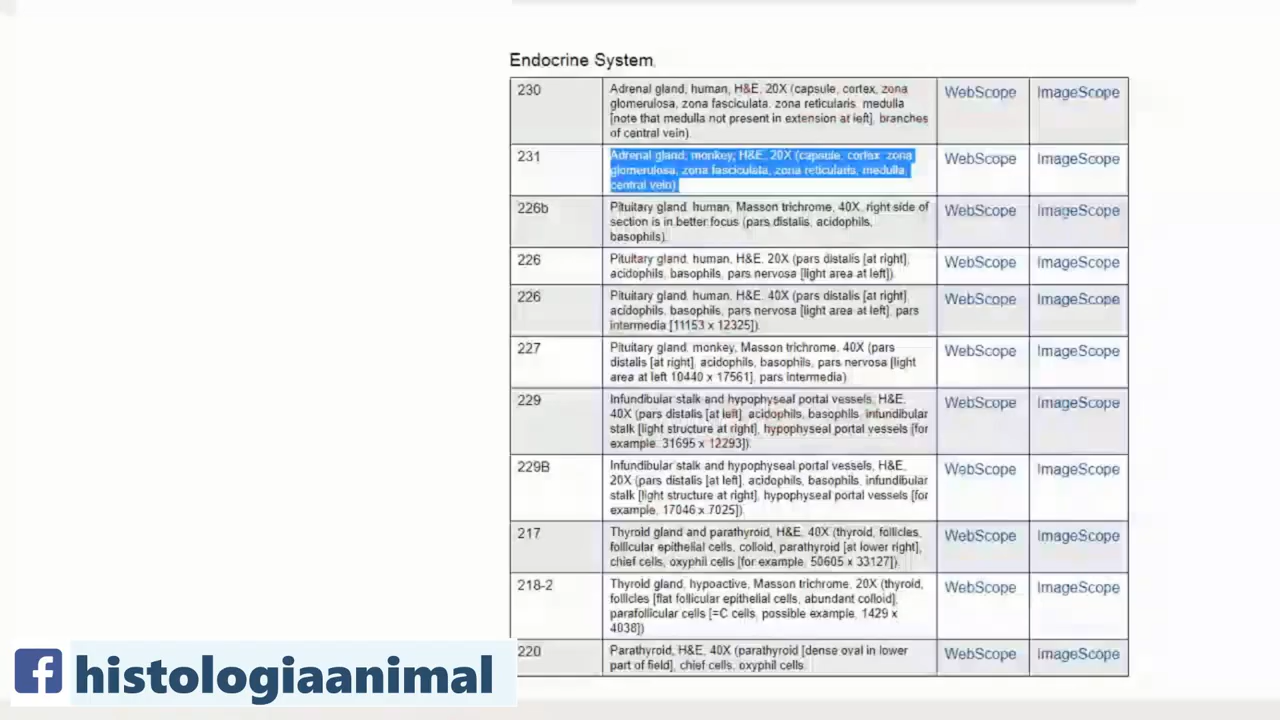 Endocrine System
230
Adrenal gland, human, H&E, 20X (capsule, cortex, zona
glomerulosa, zona fasciculata, zona reticularis, medulla
[note that medulla not present in extension at left], branches
of central vein).
WebScope
ImageScope
231
Adrenal gland, monkey, H&E, 20X (capsule, cortex, zona
glomerulosa, zona fasciculata, zona reticularis, medulla,
central vein).
WebScope
ImageScope
226b
Pituitary gland, human, Masson trichrome, 40X, right side of
section is in better focus (pars distalis, acidophils,
basophils).
WebScope
ImageScope
226
Pituitary gland, human, H&E, 20X (pars distalis [at right],
acidophils, basophils, pars nervosa [light area at left]).
WebScope
ImageScope
226
Pituitary gland, human, H&E, 40X (pars distalis [at right],
acidophils, basophils, pars nervosa [light area at left], pars
intermedia [11153 x 12325]).
WebScope
ImageScope
227
Pituitary gland, monkey, Masson trichrome, 40X (pars
distalis [at right], acidophils, basophils, pars nervosa [light
area at left 10440 x 17561], pars intermedia)
WebScope
ImageScope
229
Infundibular stalk and hypophyseal portal vessels, H&E,
40X (pars distalis [at left], acidophils, basophils, infundibular
stalk [light structure at right], hypophyseal portal vessels [for
example, 31695 x 12293]).
WebScope
ImageScope
229B
Infundibular stalk and hypophyseal portal vessels, H&E,
20X (pars distalis [at left], acidophils, basophils, infundibular
stalk [light structure at right], hypophyseal portal vessels [for
example, 17046 x 7025]).
WebScope
ImageScope
217
Thyroid gland and parathyroid, H&E, 40X (thyroid, follicles,
follicular epithelial cells, colloid, parathyroid [at lower right],
chief cells, oxyphil cells [for example, 50605 x 33127]).
WebScope
ImageScope
218-2
Thyroid gland, hypoactive, Masson trichrome, 20X (thyroid,
follicles [flat follicular epithelial cells, abundant colloid],
parafollicular cells [=C cells, possible example, 1429 x
4038])
WebScope
ImageScope
220
Parathyroid, H&E, 40X (parathyroid [dense oval in lower
part of field], chief cells, oxyphil cells
WebScope
ImageScope
histologiaanimal